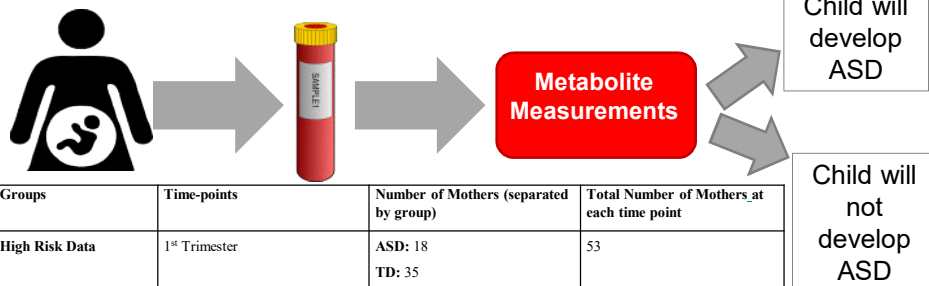 Child will
develop
ASD
SAMPLE1
Metabolite
Measurements
Child will
not
develop
ASD
Groups
Time-points
Number of Mothers (separated
by group)
Total Number of Mothers at
each time point
High Risk Data
1st Trimester
ASD: 18
TD: 35
53